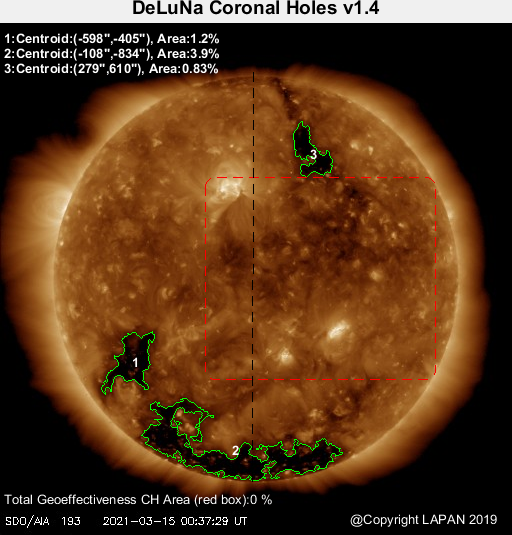 DeLuNa Coronal Holes v1.4
1:Centroid:(-598",-405"), Area:1.2%
2:Centroid:(-108",-834"), Area:3.9%
3:Centroid:(279",610"), Area:0.83%
3
1
2
Total Geoeffectiveness CH Area (red box):0 %
SDO/AIA 193 2021-03-15 00:37:29 UT
@Copyright LAPAN 2019